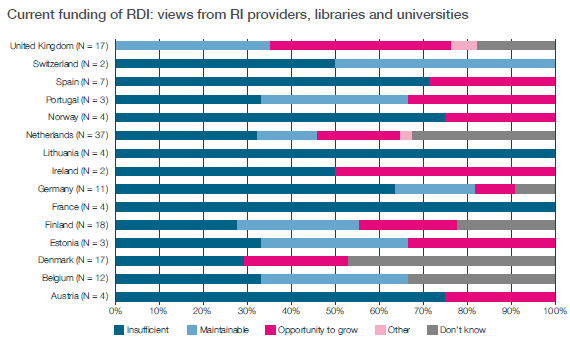 Current funding of RDI: views from RI providers, libraries and universities
United Kingdom (N = 17)
Switzerland (N = 2)
Spain (N = 7)
Portugal (N = 3)
Norway (N = 4)
Netherlands (N = 37)
Lithuania (N = 4)
Ireland (N = 2)
Germany (N = 11)
France (N = 4)
Finland (N = 18)
Estonia (N = 3)
Denmark (N = 17)
Belgium (N = 12)
Austria (N = 4)
0% 10% 20% 30% 40% 50% 60% 70% 80% 90% 100%
Insufficient Maintainable Opportunity to grow Other Don't know